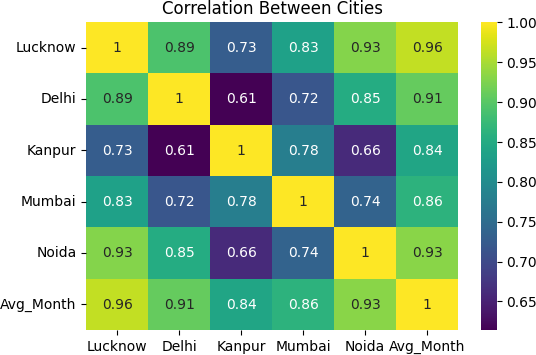 Correlation Between Cities
Lucknow 1 0.89 0.73 0.83 0.93 0.96
Delhi 0.89 1 0.61 0.72 0.85 0.91
Kanpur 0.73 0.61 1 0.78 0.66 0.84
Mumbai 0.83 0.72 0.78 1 0.74 0.86
Noida 0.93 0.85 0.66 0.74 1 0.93
Avg_Month 0.96 0.91 0.84 0.86 0.93 1
Lucknow Delhi Kanpur Mumbai Noida Avg_Month
1.00
0.95
0.90
0.85
0.80
0.75
0.70
0.65